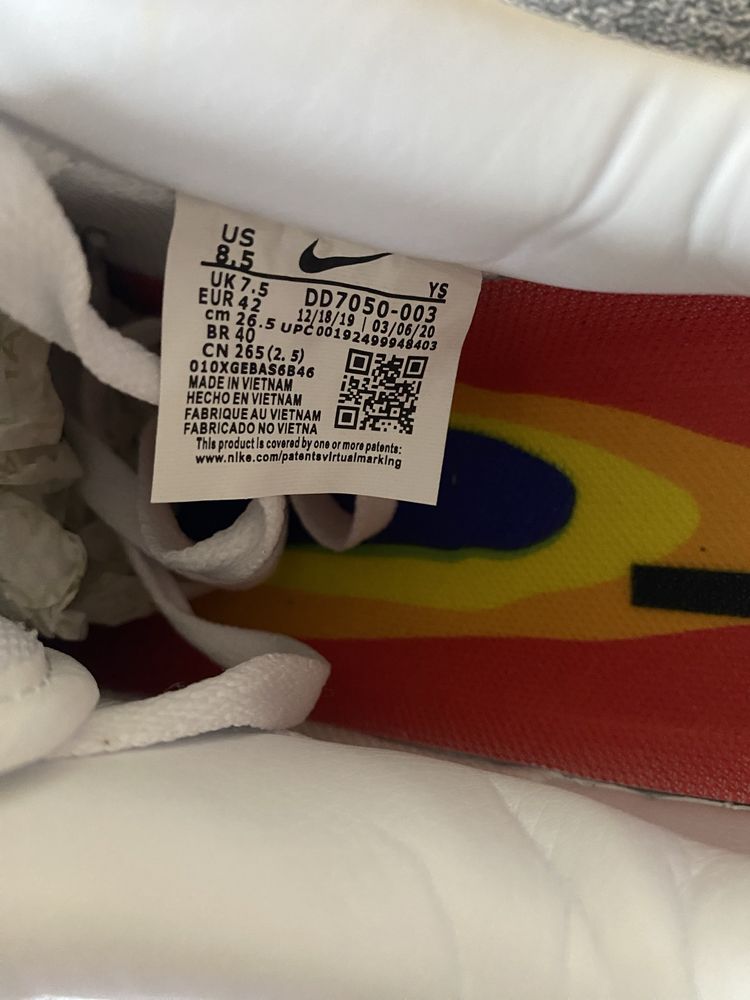 US
8.5
YS
UK 7.5
DD7050-003
EUR 42
12/18/19 | 03/06/20
cm 26.5
UPC 00192499948403
BR 40
CN 265(2.5)
010XGEBAS6B46
MADE IN VIETNAM
HECHO EN VIETNAM
FABRIQUE AU VIETNAM
FABRICADO NO VIETNA
This product is covered by one or more patents:
www.nike.com/patentsvirtualmarking